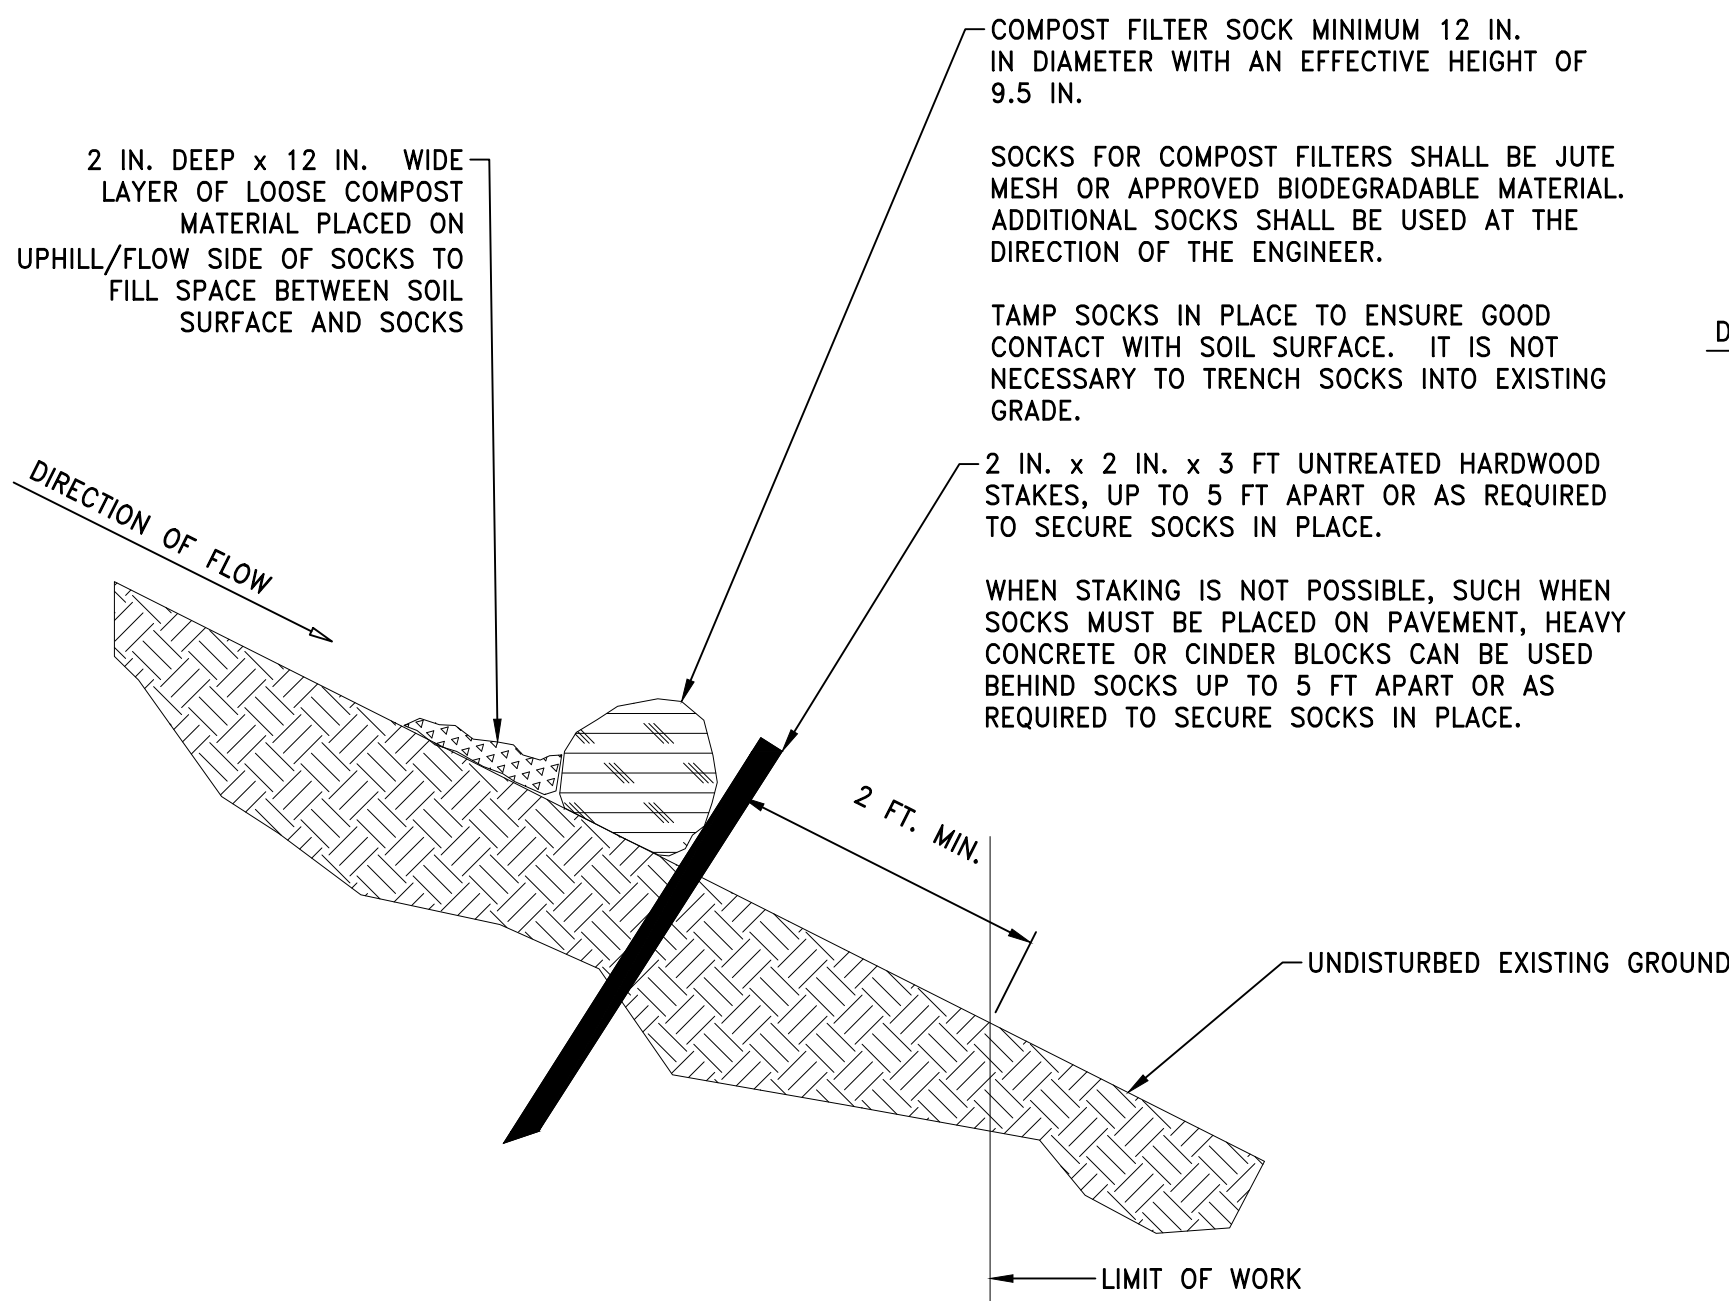 COMPOST FILTER SOCK MINIMUM 12 IN.
IN DIAMETER WITH AN EFFECTIVE HEIGHT OF
9.5 IN.
SOCKS FOR COMPOST FILTERS SHALL BE JUTE
MESH OR APPROVED BIODEGRADABLE MATERIAL.
ADDITIONAL SOCKS SHALL BE USED AT THE
DIRECTION OF THE ENGINEER.
TAMP SOCKS IN PLACE TO ENSURE GOOD
CONTACT WITH SOIL SURFACE. IT IS NOT
NECESSARY TO TRENCH SOCKS INTO EXISTING
GRADE.
2 IN. DEEP x 12 IN. WIDE
LAYER OF LOOSE COMPOST
MATERIAL PLACED ON
UPHILL/FLOW SIDE OF SOCKS TO
FILL SPACE BETWEEN SOIL
SURFACE AND SOCKS
D
2 IN. x 2 IN. x 3 FT UNTREATED HARDWOOD
STAKES, UP TO 5 FT APART OR AS REQUIRED
TO SECURE SOCKS IN PLACE.
WHEN STAKING IS NOT POSSIBLE, SUCH WHEN
SOCKS MUST BE PLACED ON PAVEMENT, HEAVY
CONCRETE OR CINDER BLOCKS CAN BE USED
BEHIND SOCKS UP TO 5 FT APART OR AS
REQUIRED TO SECURE SOCKS IN PLACE.
DIRECTION OF FLOW
2 FT. MIN.
UNDISTURBED EXISTING GROUND
LIMIT OF WORK